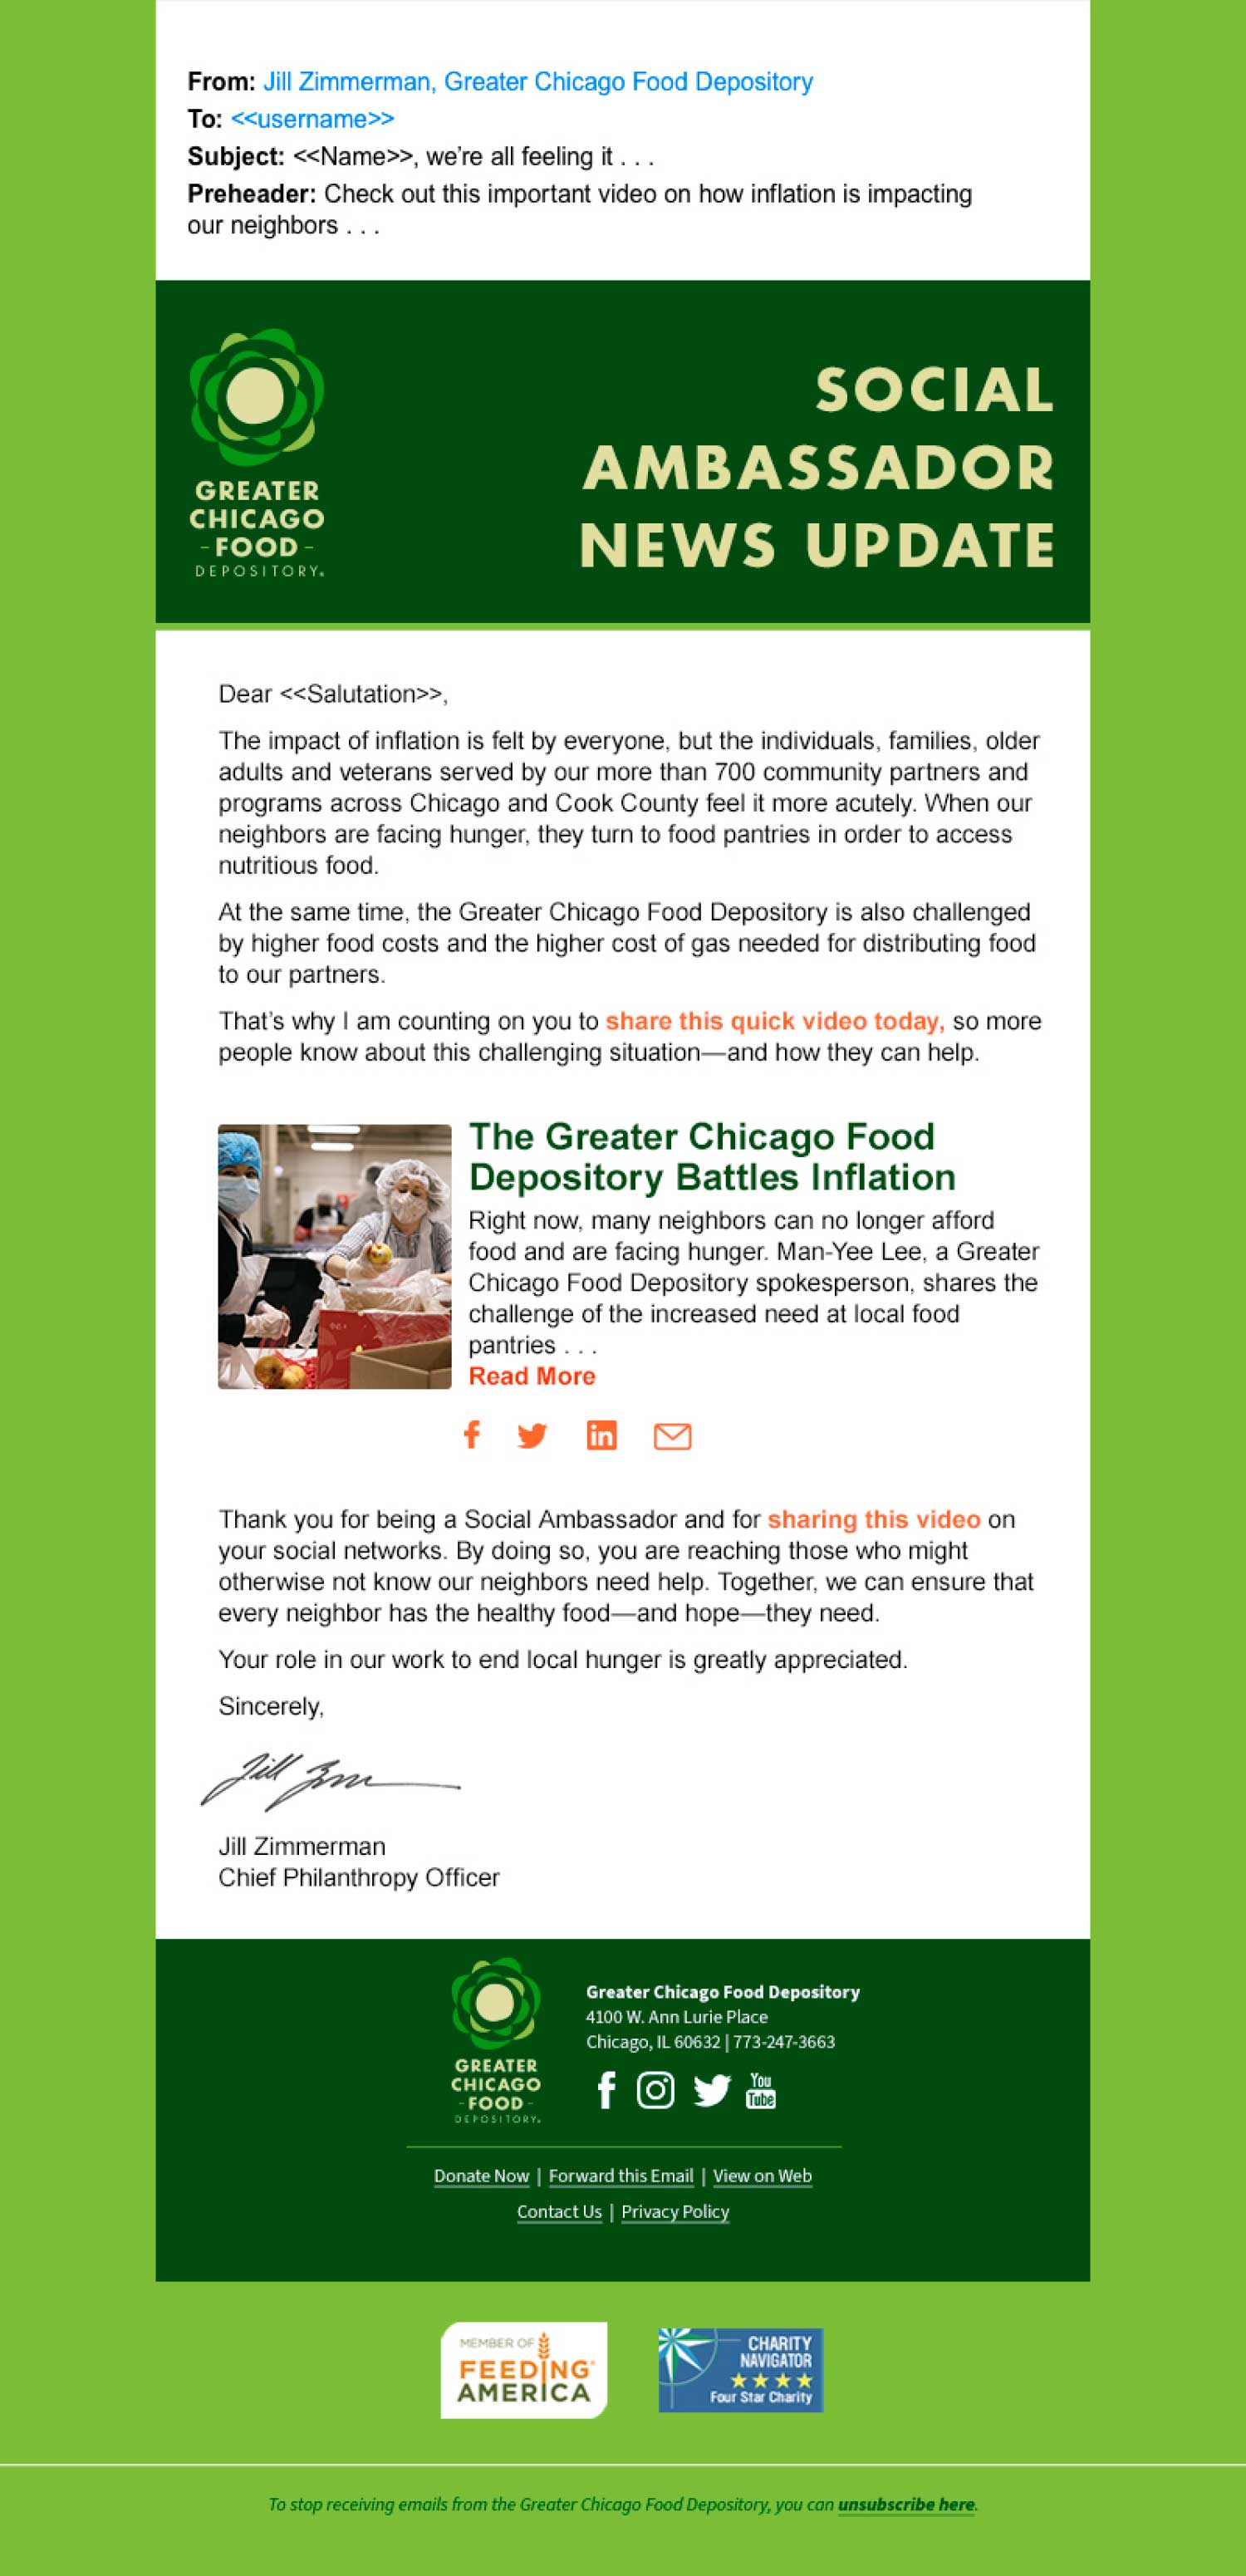 From: Jill Zimmerman, Greater Chicago Food Depository
To: <<username>>
Subject: <<Name>>, we’re all feeling it . . .
Preheader: Check out this important video on how inflation is impacting
our neighbors . . .
GREATER
CHICAGO
- FOOD -
DEPOSITORY.
SOCIAL
AMBASSADOR
NEWS UPDATE
Dear <<Salutation>>,
The impact of inflation is felt by everyone, but the individuals, families, older
adults and veterans served by our more than 700 community partners and
programs across Chicago and Cook County feel it more acutely. When our
neighbors are facing hunger, they turn to food pantries in order to access
nutritious food.
At the same time, the Greater Chicago Food Depository is also challenged
by higher food costs and the higher cost of gas needed for distributing food
to our partners.
That’s why I am counting on you to share this quick video today, so more
people know about this challenging situation—and how they can help.
The Greater Chicago Food
Depository Battles Inflation
Right now, many neighbors can no longer afford
food and are facing hunger. Man-Yee Lee, a Greater
Chicago Food Depository spokesperson, shares the
challenge of the increased need at local food
pantries . . .
Read More
Thank you for being a Social Ambassador and for sharing this video on
your social networks. By doing so, you are reaching those who might
otherwise not know our neighbors need help. Together, we can ensure that
every neighbor has the healthy food—and hope—they need.
Your role in our work to end local hunger is greatly appreciated.
Sincerely,
Jill Zimmerman
Chief Philanthropy Officer
GREATER
CHICAGO
- FOOD -
DEPOSITORY.
Greater Chicago Food Depository
4100 W. Ann Lurie Place
Chicago, IL 60632 | 773-247-3663
You
Tube
Donate Now | Forward this Email | View on Web
Contact Us | Privacy Policy
MEMBER OF
FEEDING
AMERICA
CHARITY
NAVIGATOR
Four Star Charity
To stop receiving emails from the Greater Chicago Food Depository, you can unsubscribe here.